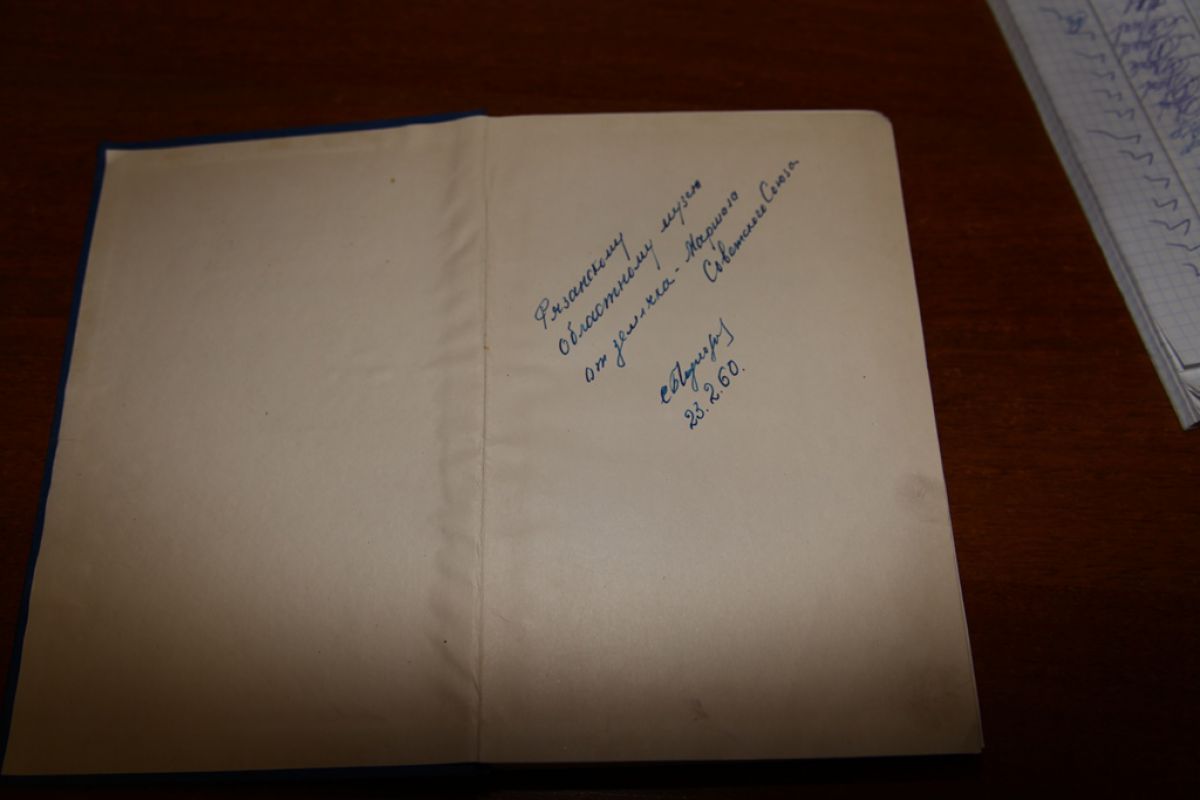 Рязанскому
областному музею
от земляка - Маршала
Советского Союза
23.2.60.